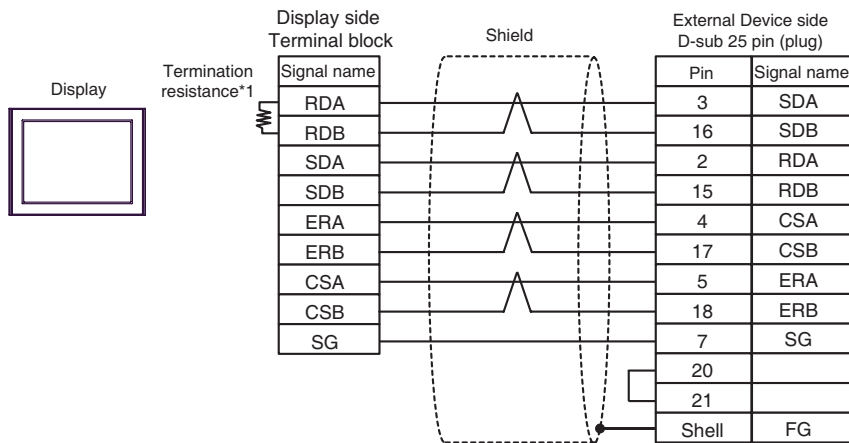 Display
Termination
resistance*1
Display side
Terminal block
Signal name
RDA
RDB
SDA
SDB
ERA
ERB
CSA
CSB
SG
Shield
External Device side
D-sub 25 pin (plug)
Pin Signal name
3 SDA
16 SDB
2 RDA
15 RDB
4 CSA
17 CSB
5 ERA
18 ERB
7 SG
20
21
Shell FG